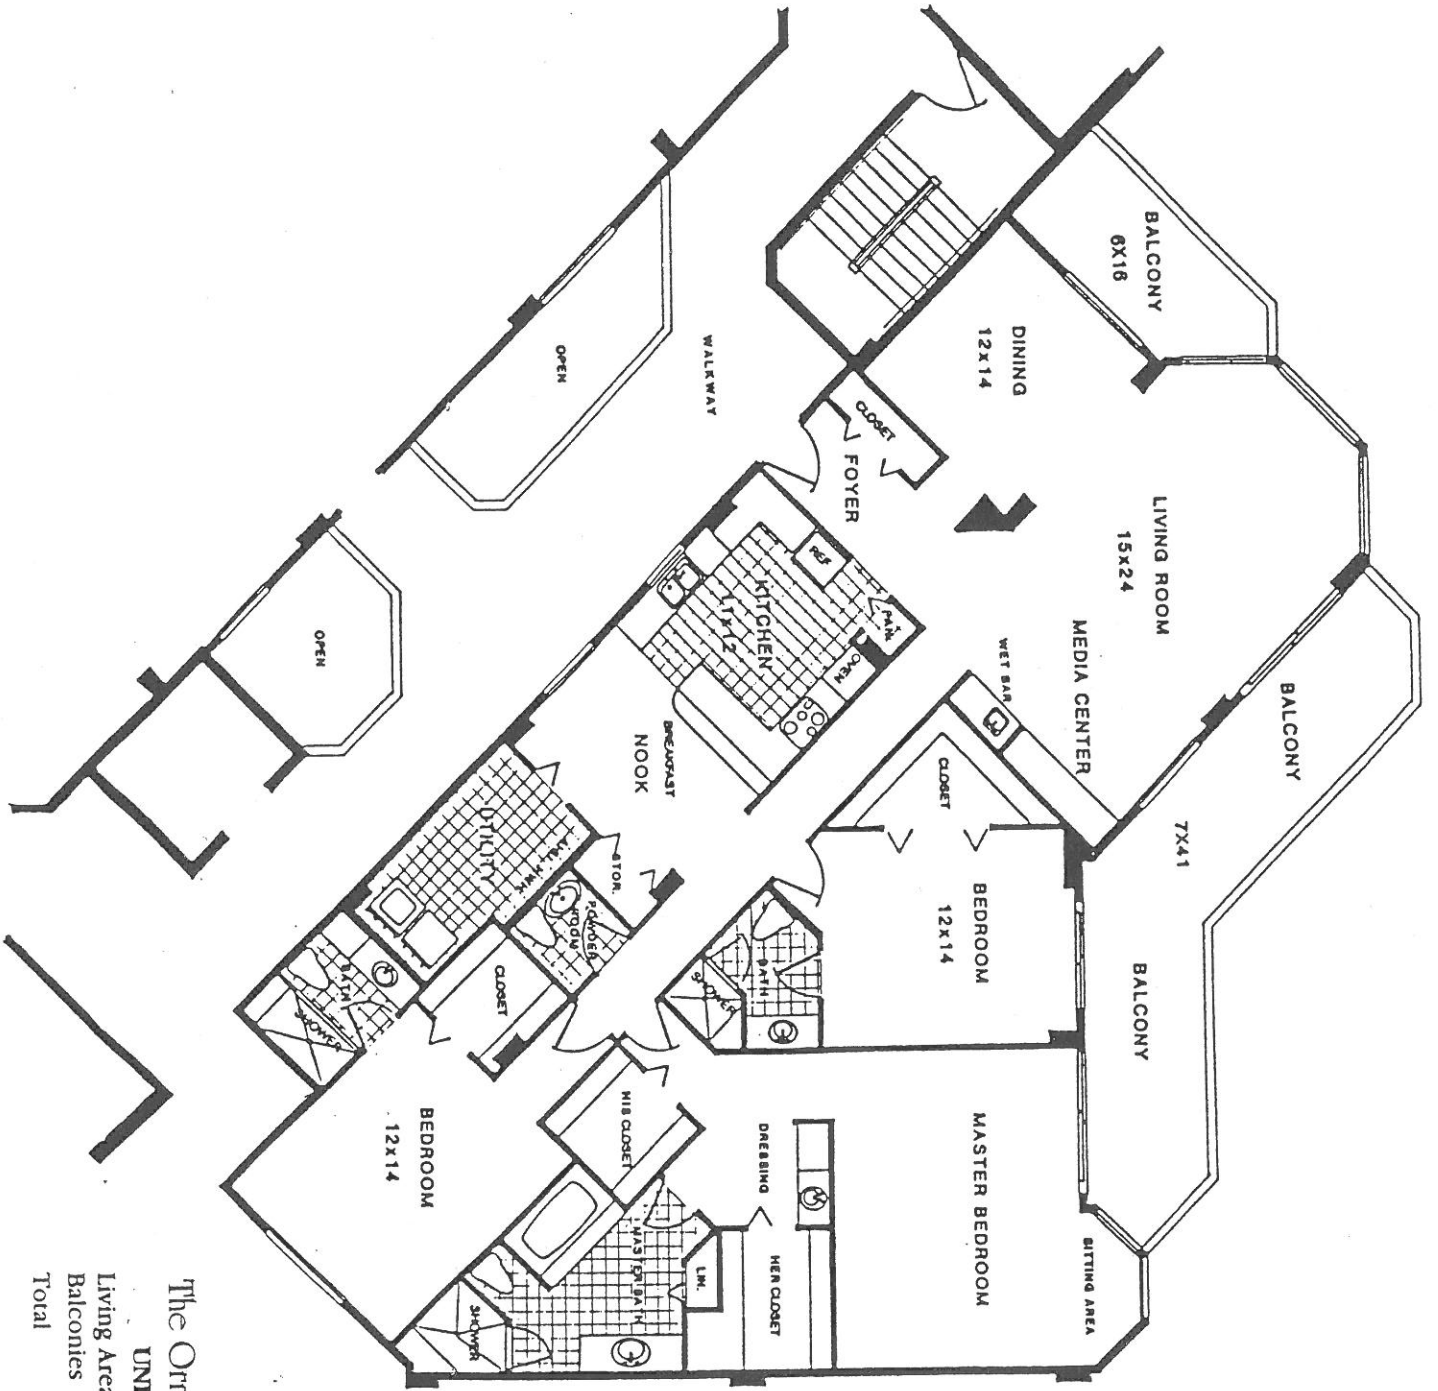 BALCONY
6X16
DINING
12x14
LIVING ROOM
15x24
MEDIA CENTER
WET BAR
BALCONY
7X41
BALCONY
WALKWAY
OPEN
OPEN
CLOSET
FOYER
REF
PAN.
KITCHEN
11x12
OVEN
BREAKFAST
NOOK
CLOSET
BEDROOM
12x14
UTILITY
STOR.
POWDER
ROOM
BATH
SHOWER
CLOSET
BATH
SHOWER
BEDROOM
12x14
HIS CLOSET
DRESSING
MASTER BEDROOM
SITTING AREA
MASTER BATH
LIN.
HER CLOSET
SHOWER
The
Living Area
Balconies
Total